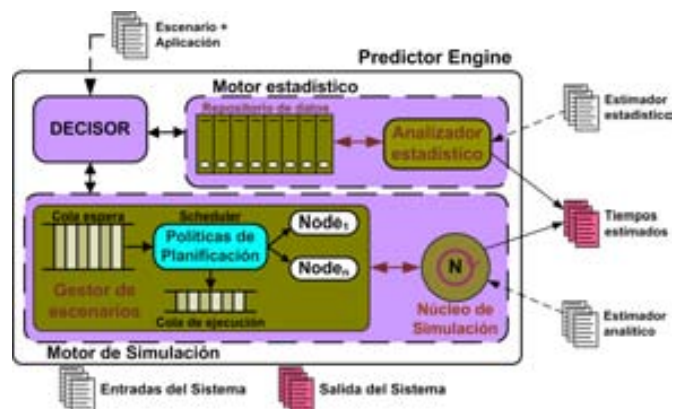 Escenario +
Aplicación
Predictor Engine
Motor estadístico
Repositorio de datos
DECISOR
Analizador
estadístico
Estimador
estadístico
Cola espera
Scheduler
Políticas de
Planificación
Node₁
Nodeₙ
Gestor de
escenarios
Cola de ejecución
N
Núcleo de
Simulación
Tiempos
estimados
Estimador
analítico
Motor de Simulación
Entradas del Sistema
Salida del Sistema